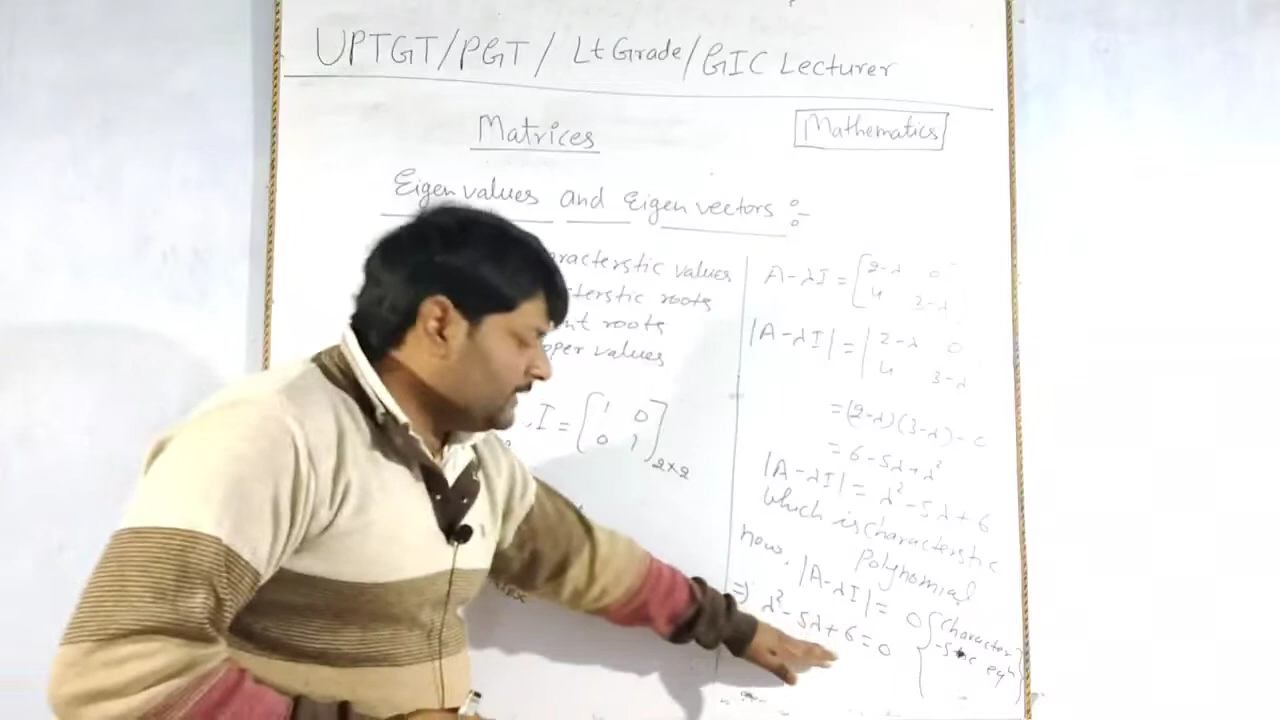 UPTGT/PGT/ Lt Grade/GIC Lecturer
Matrices
Mathematics
Eigen values and Eigen vectors :-
racterstic values
terstic roots
nt roots
oper values
I = [1 0
0 1]2×2
A-λI = [2-λ 0
4 3-λ]
|A-λI| = |2-λ 0
4 3-λ|
=(2-λ)(3-λ)-0
= 6-5λ+λ²
|A-λI| = λ²-5λ+6
Which is characterstic
Polynomial
now, |A-λI| = 0 {Character
-stic eqn}
⇒ λ²-5λ+6=0